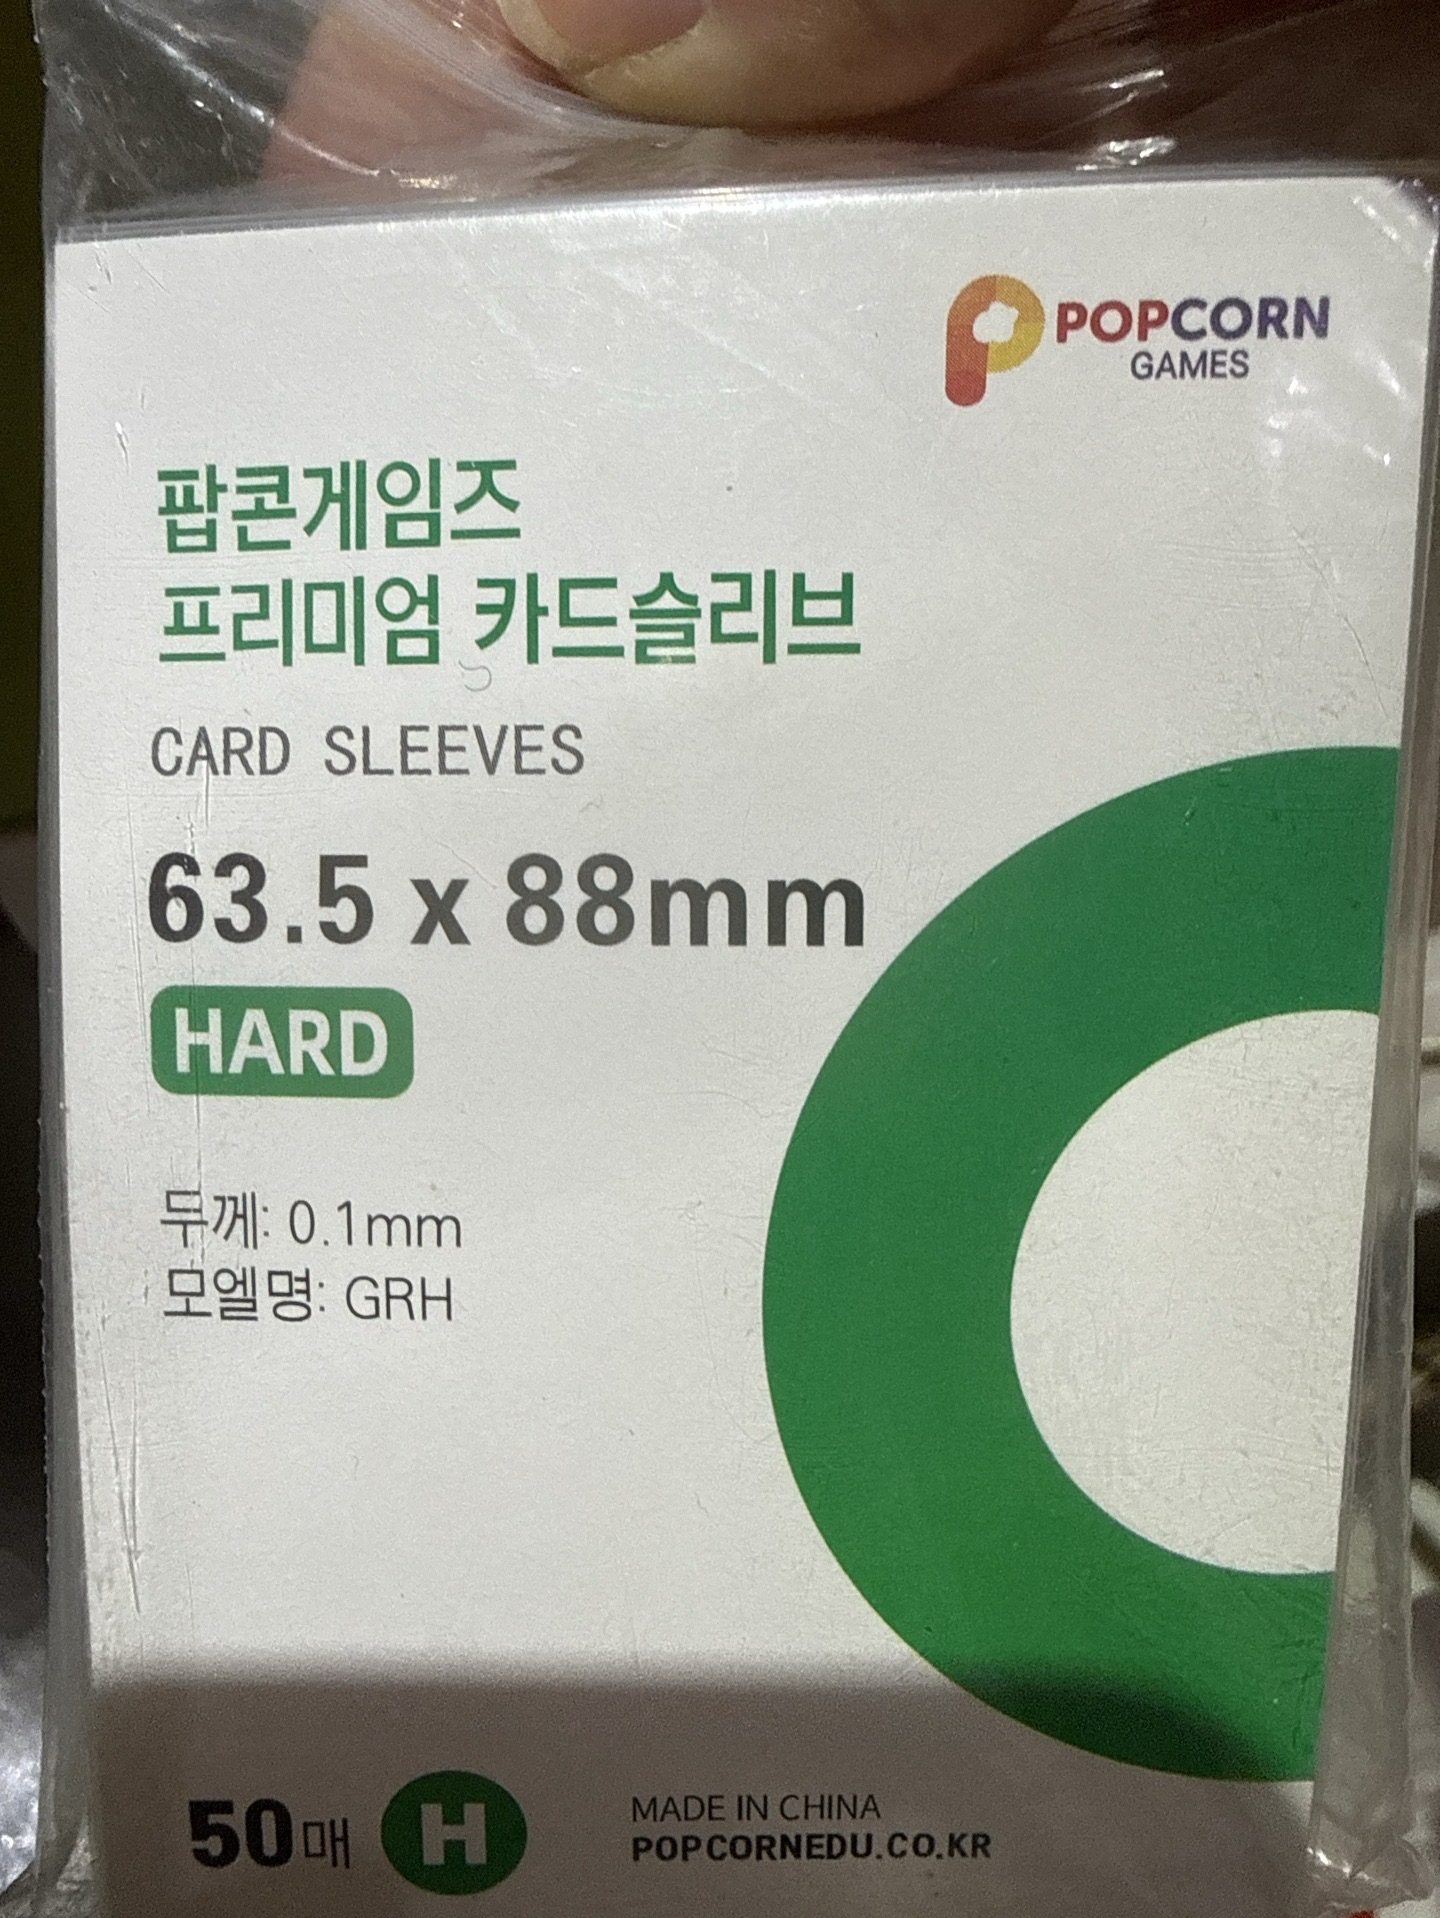 POPCORN
GAMES
팝콘게임즈
프리미엄 카드슬리브
CARD SLEEVES
63.5 x 88mm
HARD
두께: 0.1mm
모엘명: GRH
50매 H
MADE IN CHINA
POPCORNEDU.CO.KR